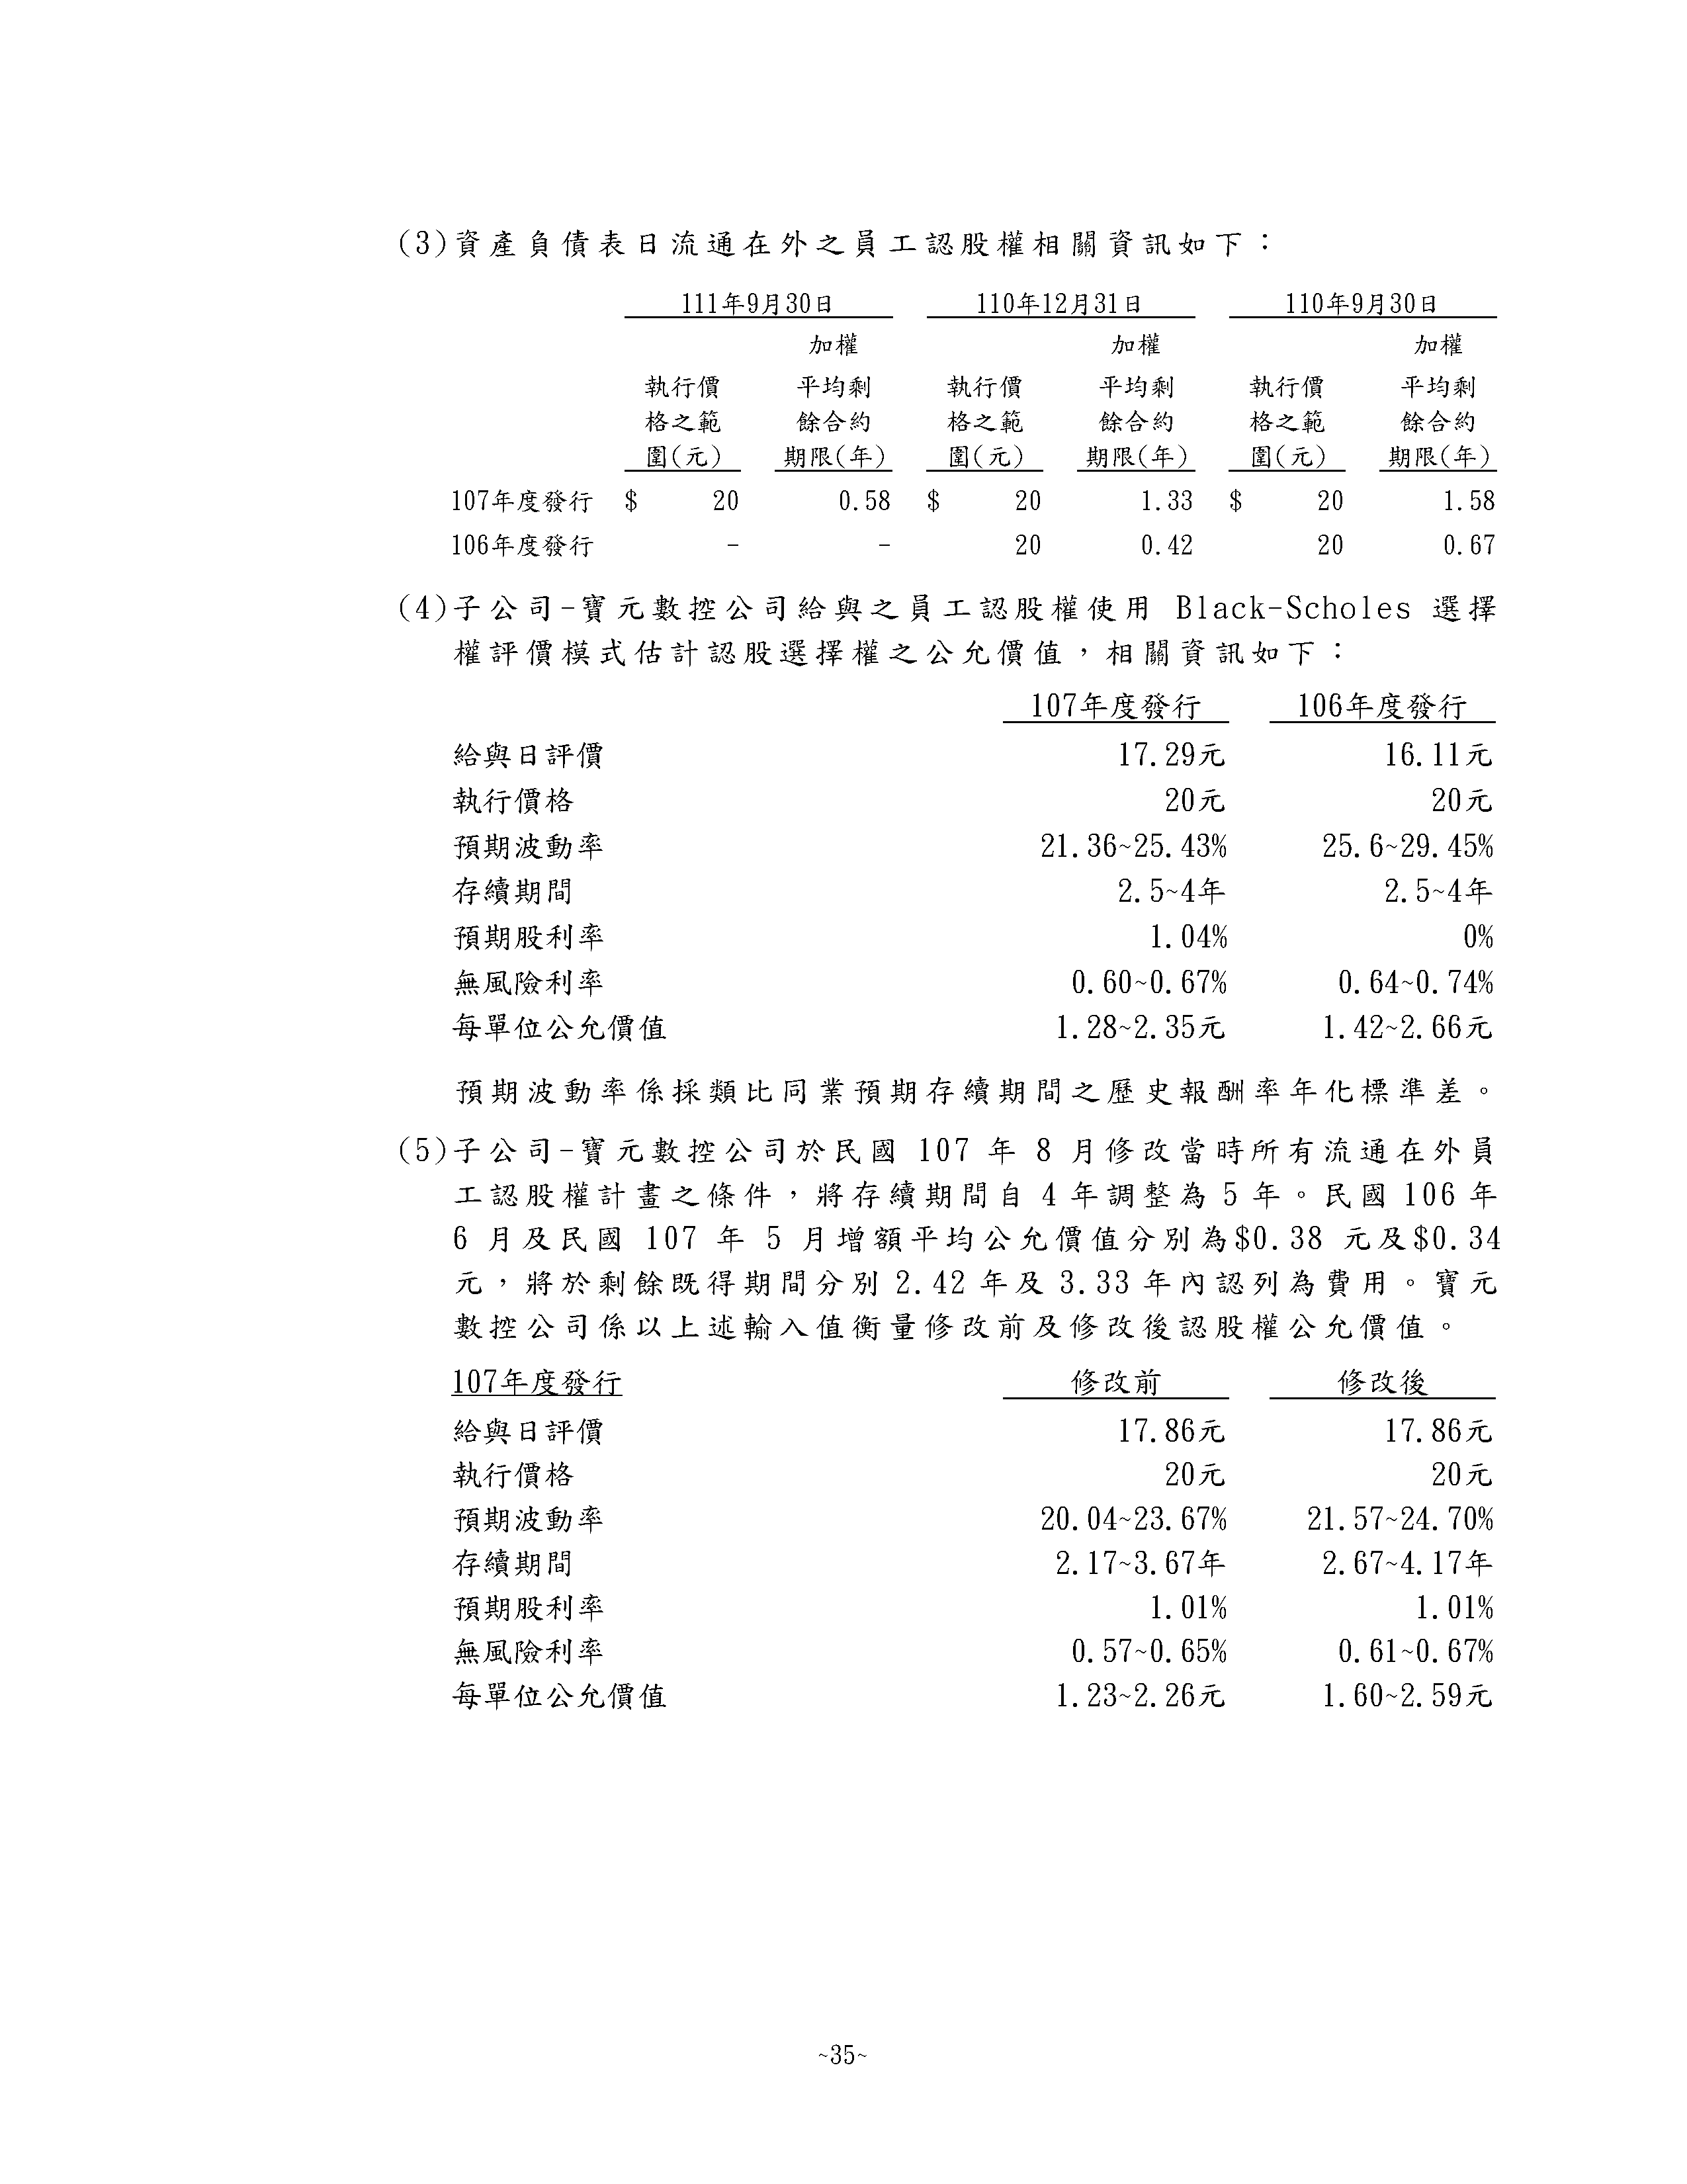 (3)資產負債表日流通在外之員工認股權相關資訊如下：
111年9月30日 110年12月31日 110年9月30日
加權 加權 加權
執行價 平均剩 執行價 平均剩 執行價 平均剩
格之範 餘合約 格之範 餘合約 格之範 餘合約
圍(元) 期限(年) 圍(元) 期限(年) 圍(元) 期限(年)
107年度發行 $ 20 0.58 $ 20 1.33 $ 20 1.58
106年度發行 - - 20 0.42 20 0.67
(4)子公司-寶元數控公司給與之員工認股權使用 Black-Scholes 選擇
權評價模式估計認股選擇權之公允價值，相關資訊如下：
107年度發行 106年度發行
給與日評價 17.29元 16.11元
執行價格 20元 20元
預期波動率 21.36~25.43% 25.6~29.45%
存續期間 2.5~4年 2.5~4年
預期股利率 1.04% 0%
無風險利率 0.60~0.67% 0.64~0.74%
每單位公允價值 1.28~2.35元 1.42~2.66元
預期波動率係採類比同業預期存續期間之歷史報酬率年化標準差。
(5)子公司-寶元數控公司於民國 107 年 8 月修改當時所有流通在外員
工認股權計畫之條件，將存續期間自 4 年調整為 5 年。民國 106 年
6 月及民國 107 年 5 月增額平均公允價值分別為$0.38 元及$0.34
元，將於剩餘既得期間分別 2.42 年及 3.33 年內認列為費用。寶元
數控公司係以上述輸入值衡量修改前及修改後認股權公允價值。
107年度發行 修改前 修改後
給與日評價 17.86元 17.86元
執行價格 20元 20元
預期波動率 20.04~23.67% 21.57~24.70%
存續期間 2.17~3.67年 2.67~4.17年
預期股利率 1.01% 1.01%
無風險利率 0.57~0.65% 0.61~0.67%
每單位公允價值 1.23~2.26元 1.60~2.59元
~35~